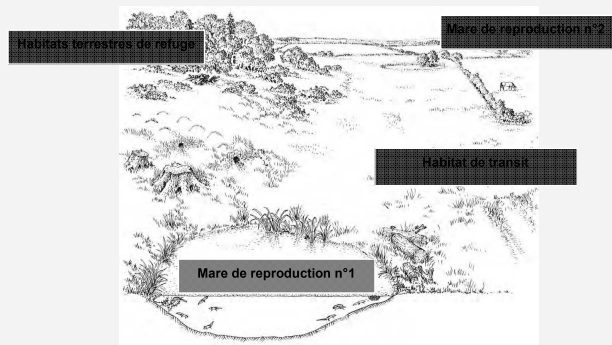 Mare de reproduction n°2
Habitats terrestres de refuge
Habitat de transit
Mare de reproduction n°1